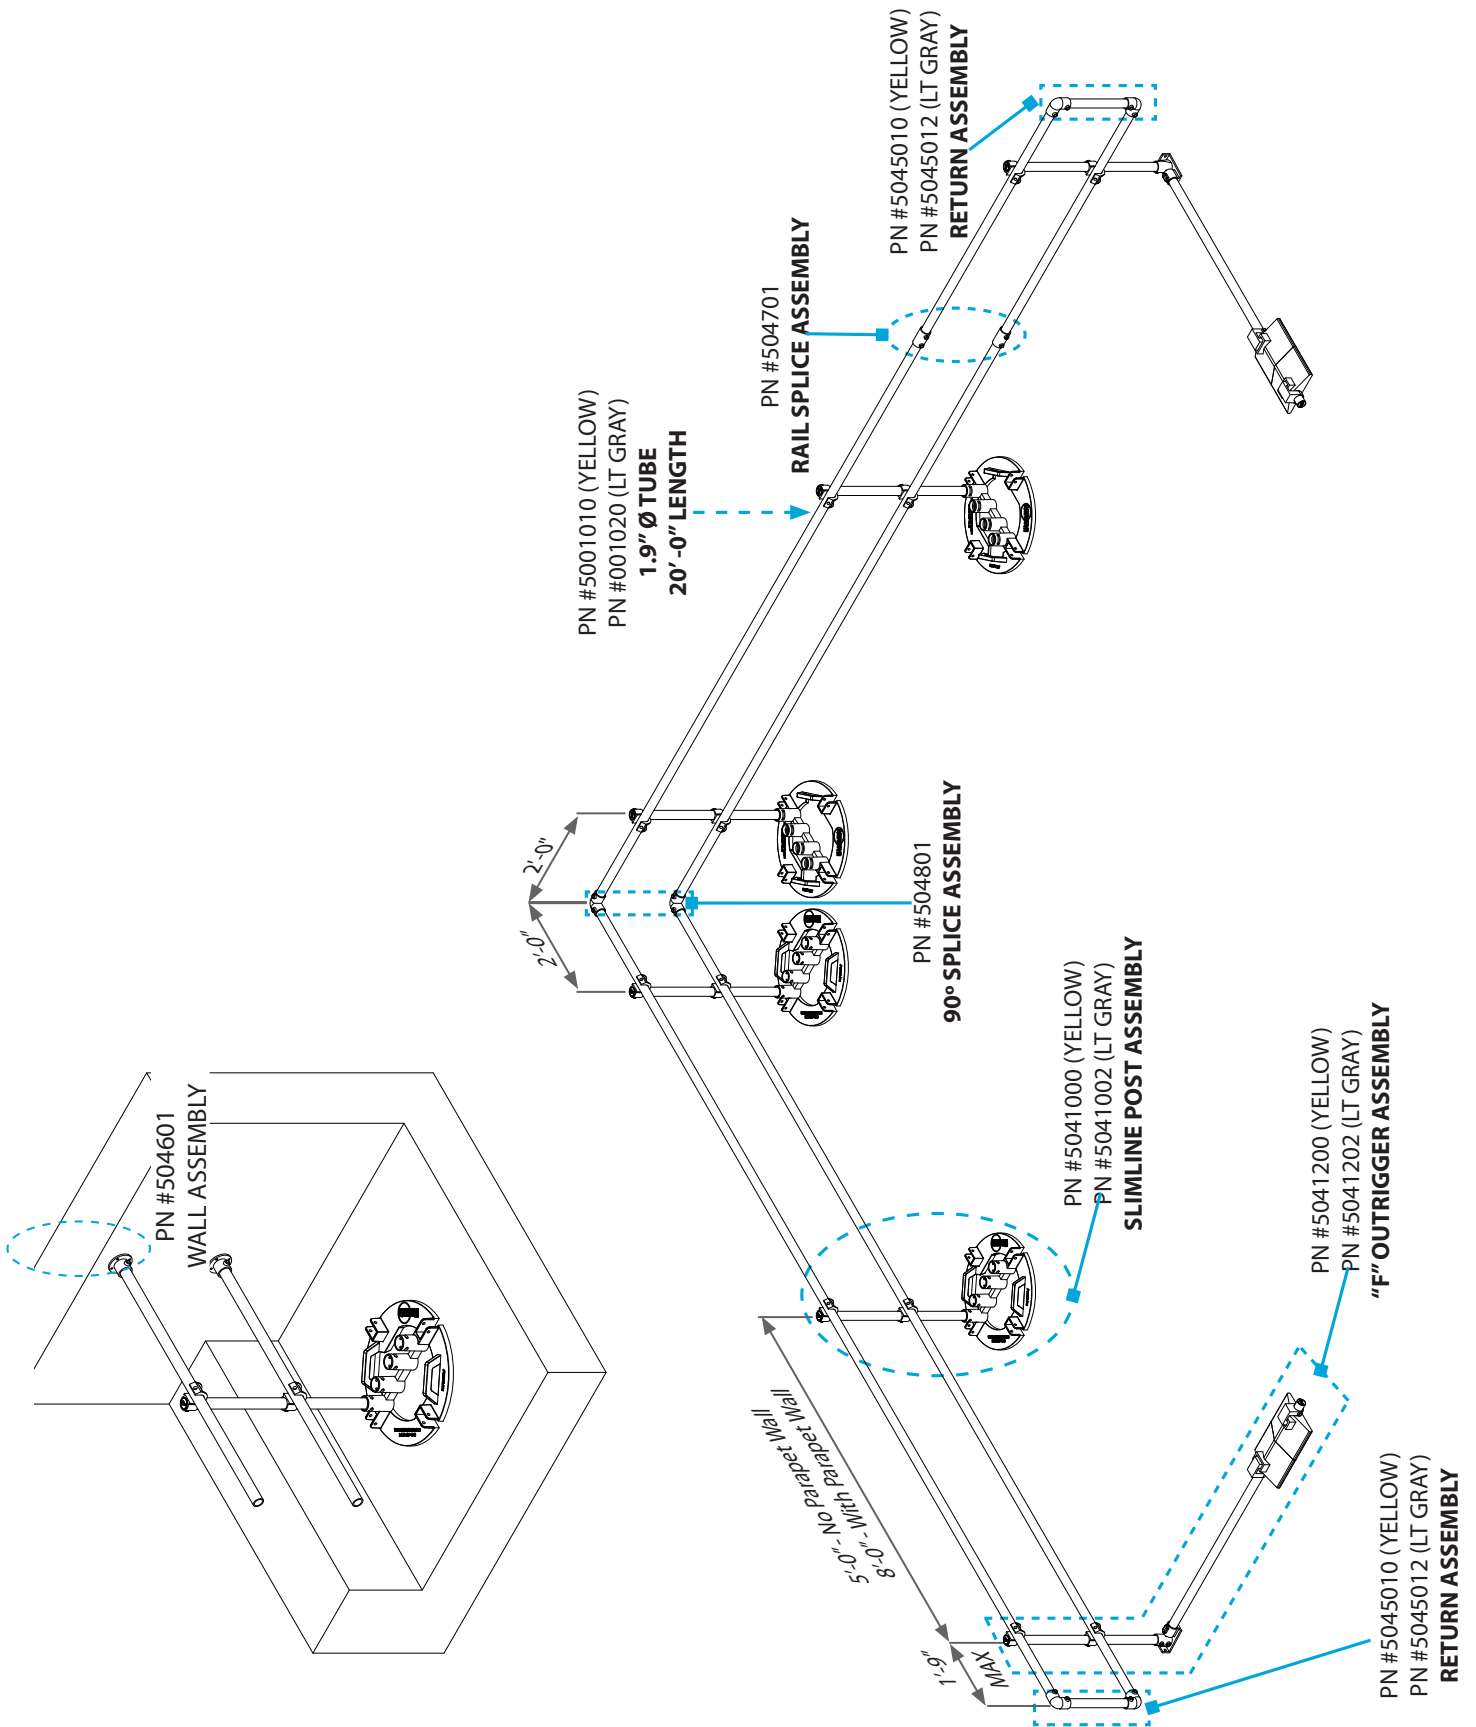 PN #504601
WALL ASSEMBLY
PN #5001010 (YELLOW)
PN #001020 (LT GRAY)
1.9" Ø TUBE
20' -0" LENGTH
PN #504701
RAIL SPLICE ASSEMBLY
PN #5045010 (YELLOW)
PN #5045012 (LT GRAY)
RETURN ASSEMBLY
2'-0"
2'-0"
PN #504801
90º SPLICE ASSEMBLY
PN #5041000 (YELLOW)
PN #5041002 (LT GRAY)
SLIMLINE POST ASSEMBLY
5'-0"- No Parapet Wall
8'-0"- With Parapet Wall
1'-9"
MAX
PN #5041200 (YELLOW)
PN #5041202 (LT GRAY)
"F" OUTRIGGER ASSEMBLY
PN #5045010 (YELLOW)
PN #5045012 (LT GRAY)
RETURN ASSEMBLY